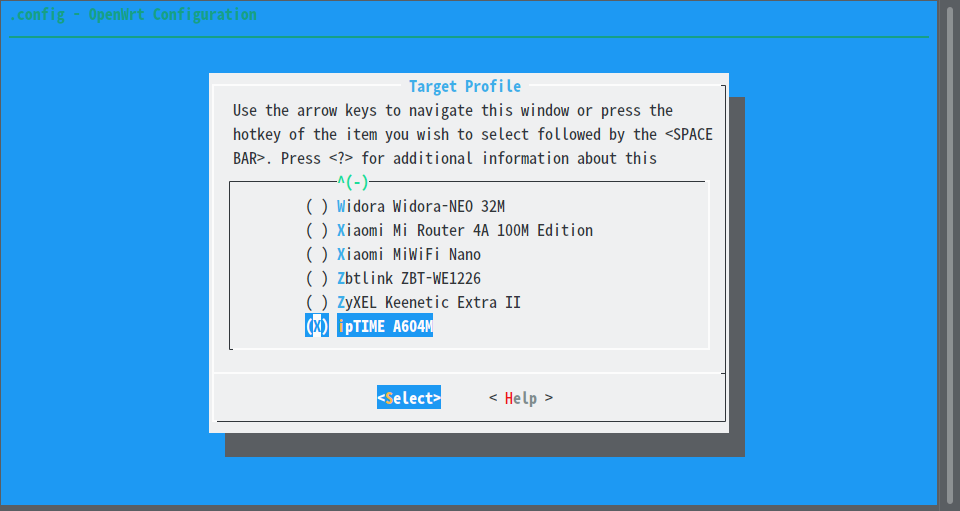 .config - OpenWrt Configuration
Target Profile
Use the arrow keys to navigate this window or press the
hotkey of the item you wish to select followed by the <SPACE
BAR>. Press <?> for additional information about this
^(-)
( ) Widora Widora-NEO 32M
( ) Xiaomi Mi Router 4A 100M Edition
( ) Xiaomi MiWiFi Nano
( ) Zbtlink ZBT-WE1226
( ) ZyXEL Keenetic Extra II
(X) ipTIME A604M
<Select> < Help >